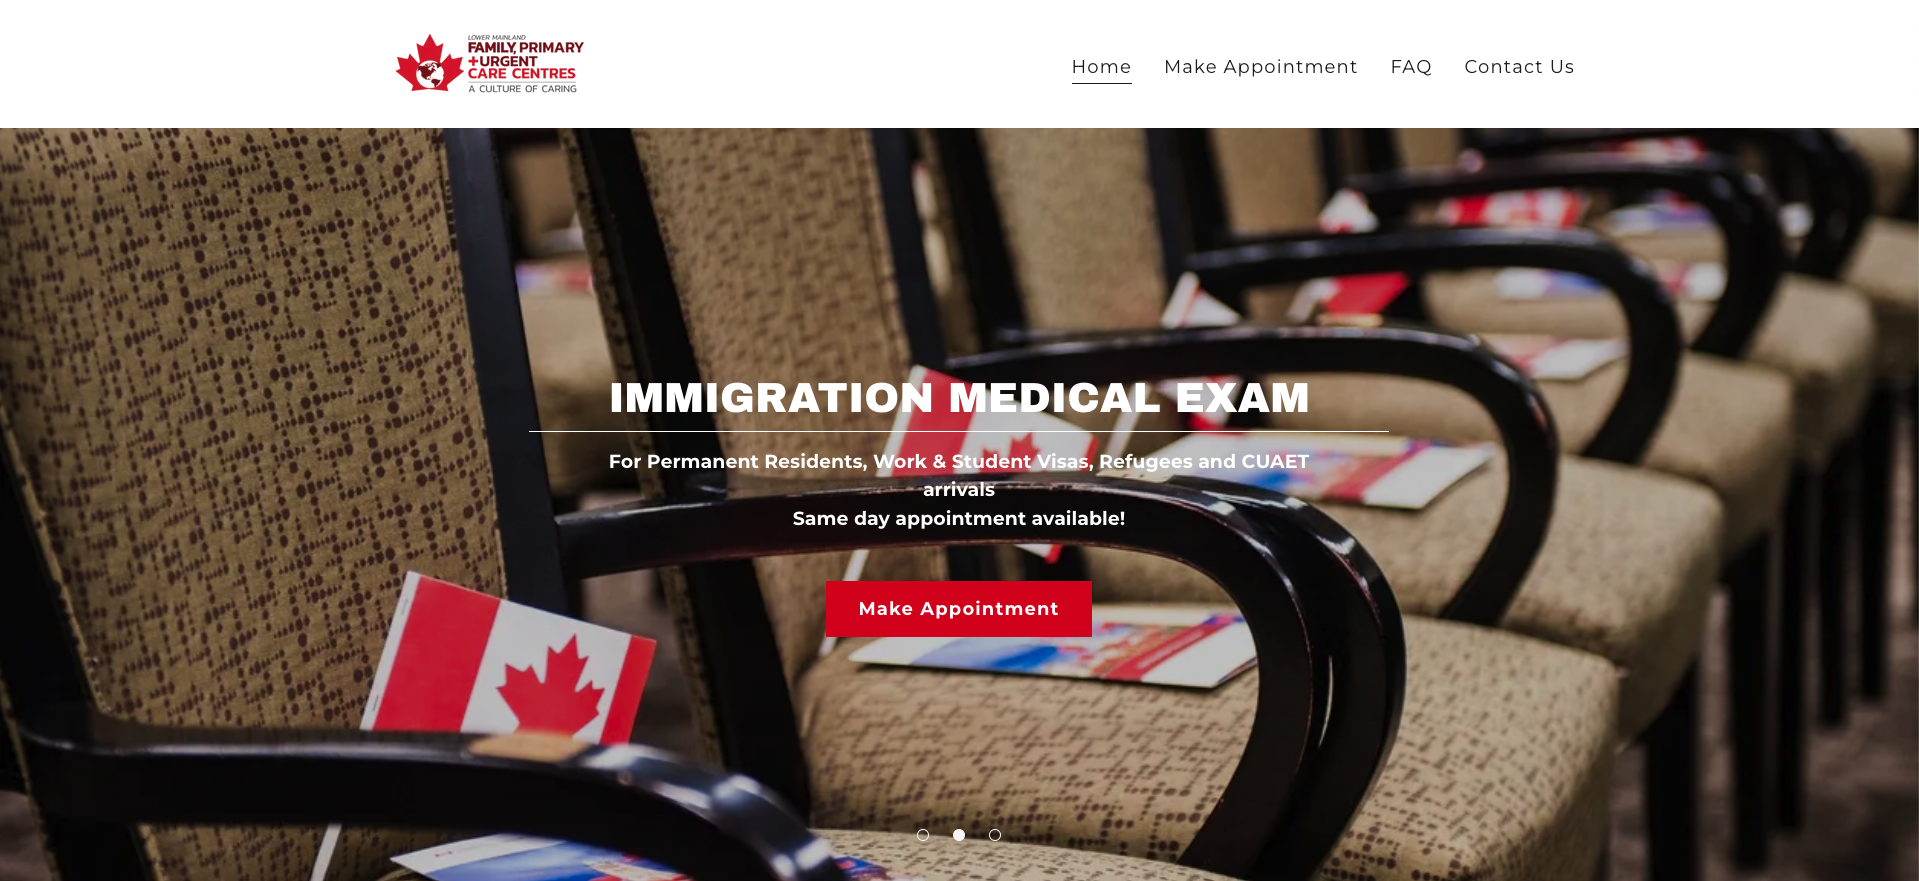 LOWER MAINLAND
FAMILY, PRIMARY
+URGENT
CARE CENTRES
A CULTURE OF CARING
Home
Make Appointment
FAQ
Contact Us
IMMIGRATION MEDICAL EXAM
For Permanent Residents, Work & Student Visas, Refugees and CUAET
arrivals
Same day appointment available!
Make Appointment